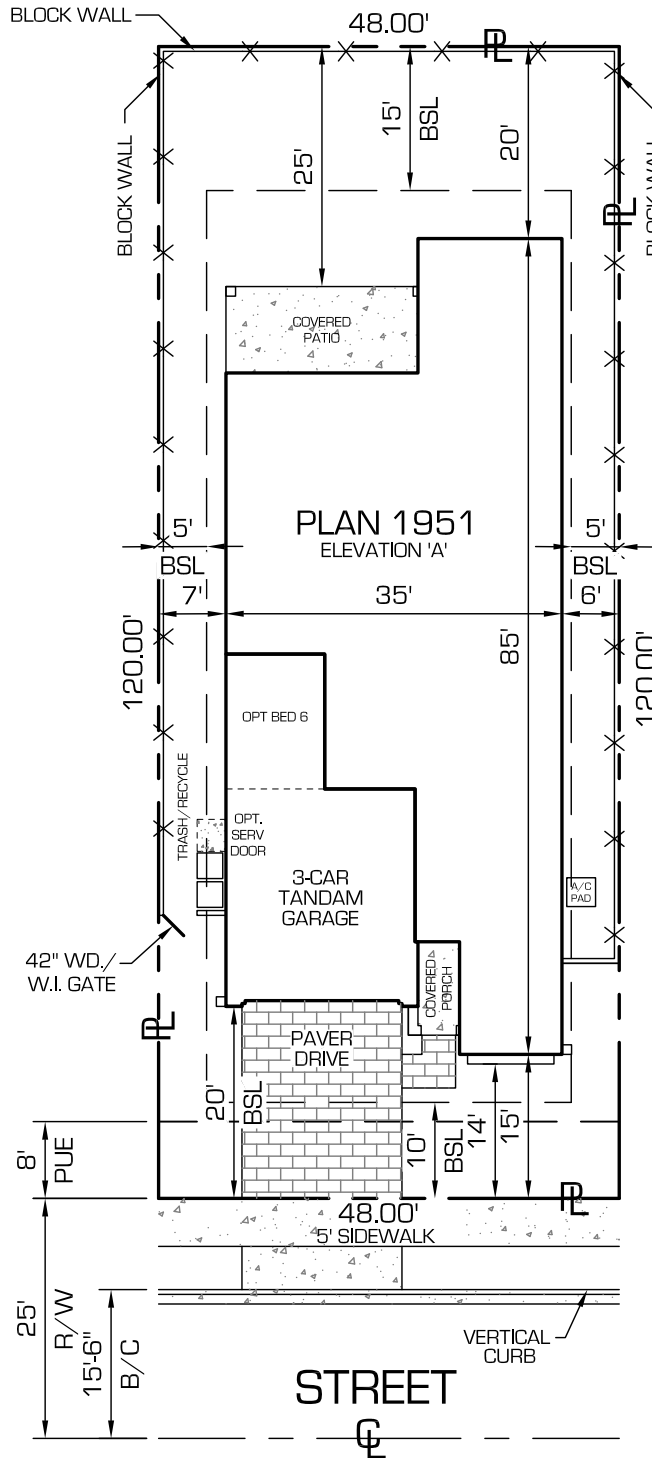 BLOCK WALL
48.00'
PL
BLOCK WALL
25'
15'
BSL
20'
PL
BLOCK WALL
COVERED
PATIO
PLAN 1951
ELEVATION 'A'
5'
BSL
7'
35'
5'
BSL
6'
120.00'
85'
120.00'
OPT BED 6
TRASH/RECYCLE
OPT.
SERV
DOOR
3-CAR
TANDAM
GARAGE
A/C
PAD
42" WD./
W.I. GATE
COVERED
PORCH
PL
PAVER
DRIVE
20'
BSL
10'
BSL
14'
15'
8'
PUE
PL
48.00'
5' SIDEWALK
25'
R/W
15'-6"
B/C
VERTICAL
CURB
STREET
CL